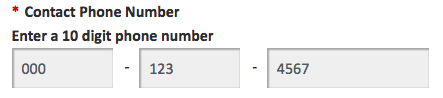 * Contact Phone Number
Enter a 10 digit phone number
000 - 123 - 4567